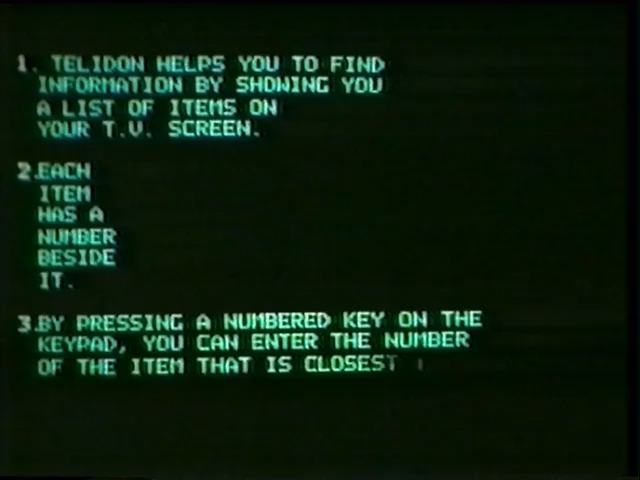 1. TELIDON HELPS YOU TO FIND
INFORMATION BY SHOWING YOU
A LIST OF ITEMS ON
YOUR T.V. SCREEN.
2.EACH
ITEM
HAS A
NUMBER
BESIDE
IT.
3.BY PRESSING A NUMBERED KEY ON THE
KEYPAD, YOU CAN ENTER THE NUMBER
OF THE ITEM THAT IS CLOSEST